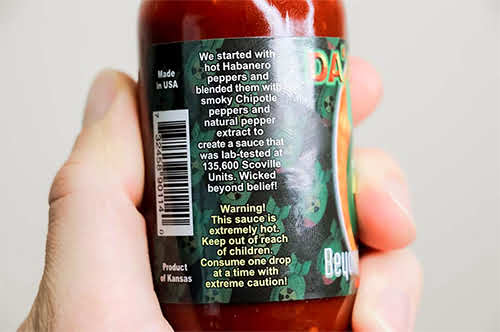 Made
in USA
We started with
hot Habanero
peppers and
blended them with
smoky Chipotle
peppers and
natural pepper
extract to
create a sauce that
was lab-tested at
135,600 Scoville
Units. Wicked
beyond belief!
Warning!
This sauce is
extremely hot.
Keep out of reach
of children.
Consume one drop
at a time with
extreme caution!
Product
of Kansas